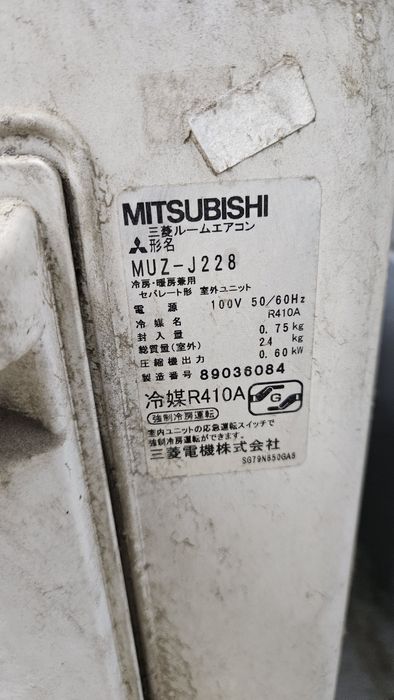 MITSUBISHI
三菱ルームエアコン
形名
MUZ-J228
冷房・暖房兼用
セパレート形 室外ユニット
電源 100V 50/60Hz
冷媒名 R410A
封入量 0.75kg
総質量(室外) 24 kg
圧縮機出力 0.60kW
製造番号 89036084
冷媒R410A
強制冷房運転
室内ユニットの応急運転スイッチで
強制冷房運転ができます。
三菱電機株式会社
SG79N850GA8